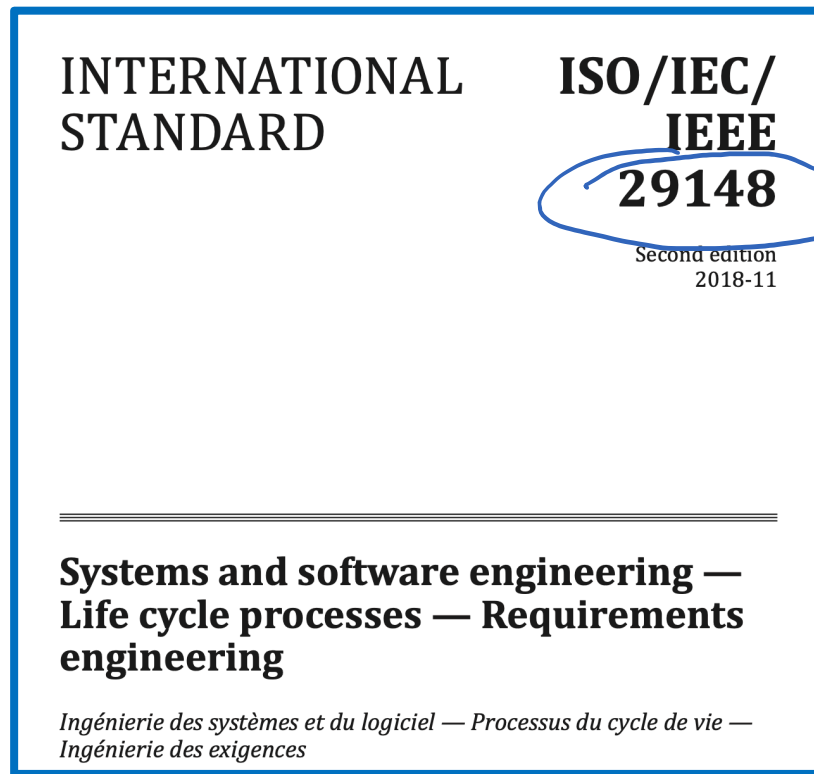 INTERNATIONAL
STANDARD
ISO/IEC/
IEEE
29148
Second edition
2018-11
Systems and software engineering —
Life cycle processes — Requirements
engineering
Ingénierie des systèmes et du logiciel — Processus du cycle de vie —
Ingénierie des exigences